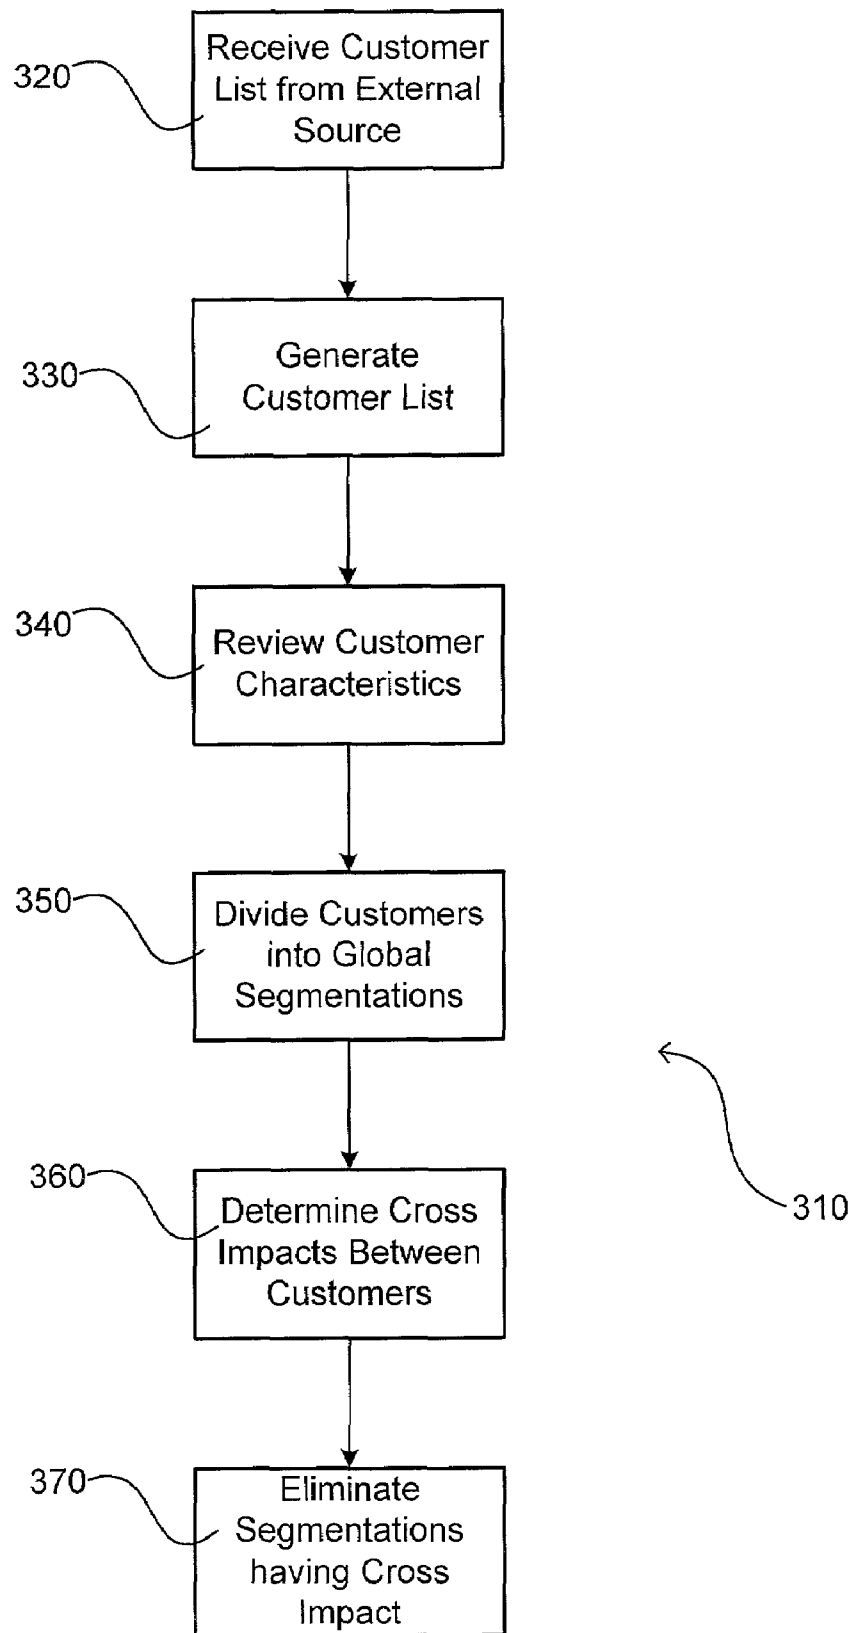 320
Receive Customer
List from External
Source
330
Generate
Customer List
340
Review Customer
Characteristics
350
Divide Customers
into Global
Segmentations
360
Determine Cross
Impacts Between
Customers
310
370
Eliminate
Segmentations
having Cross
Impact